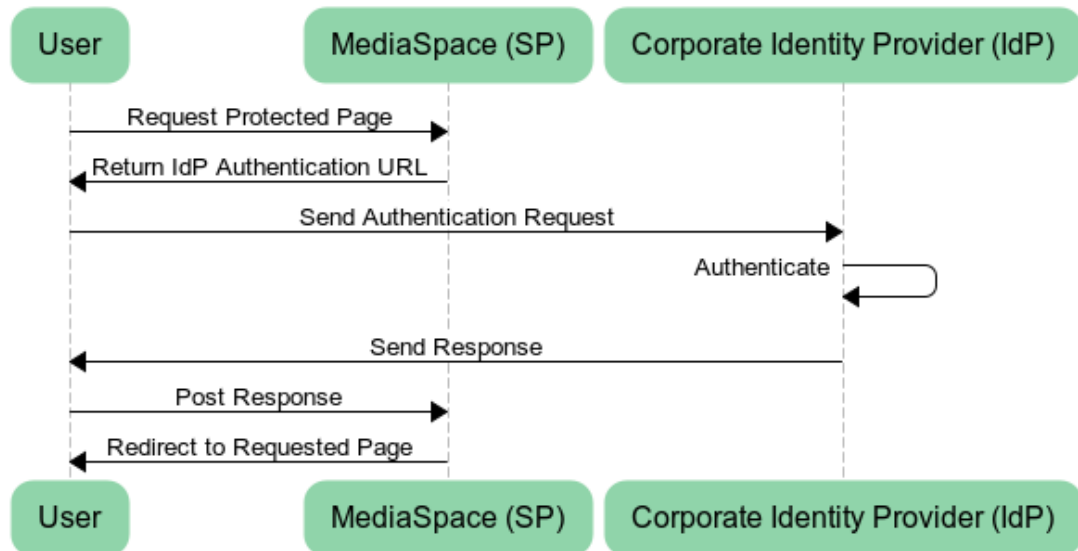 User
MediaSpace (SP)
Corporate Identity Provider (IdP)
Request Protected Page
Return IdP Authentication URL
Send Authentication Request
Authenticate
Send Response
Post Response
Redirect to Requested Page
User
MediaSpace (SP)
Corporate Identity Provider (IdP)